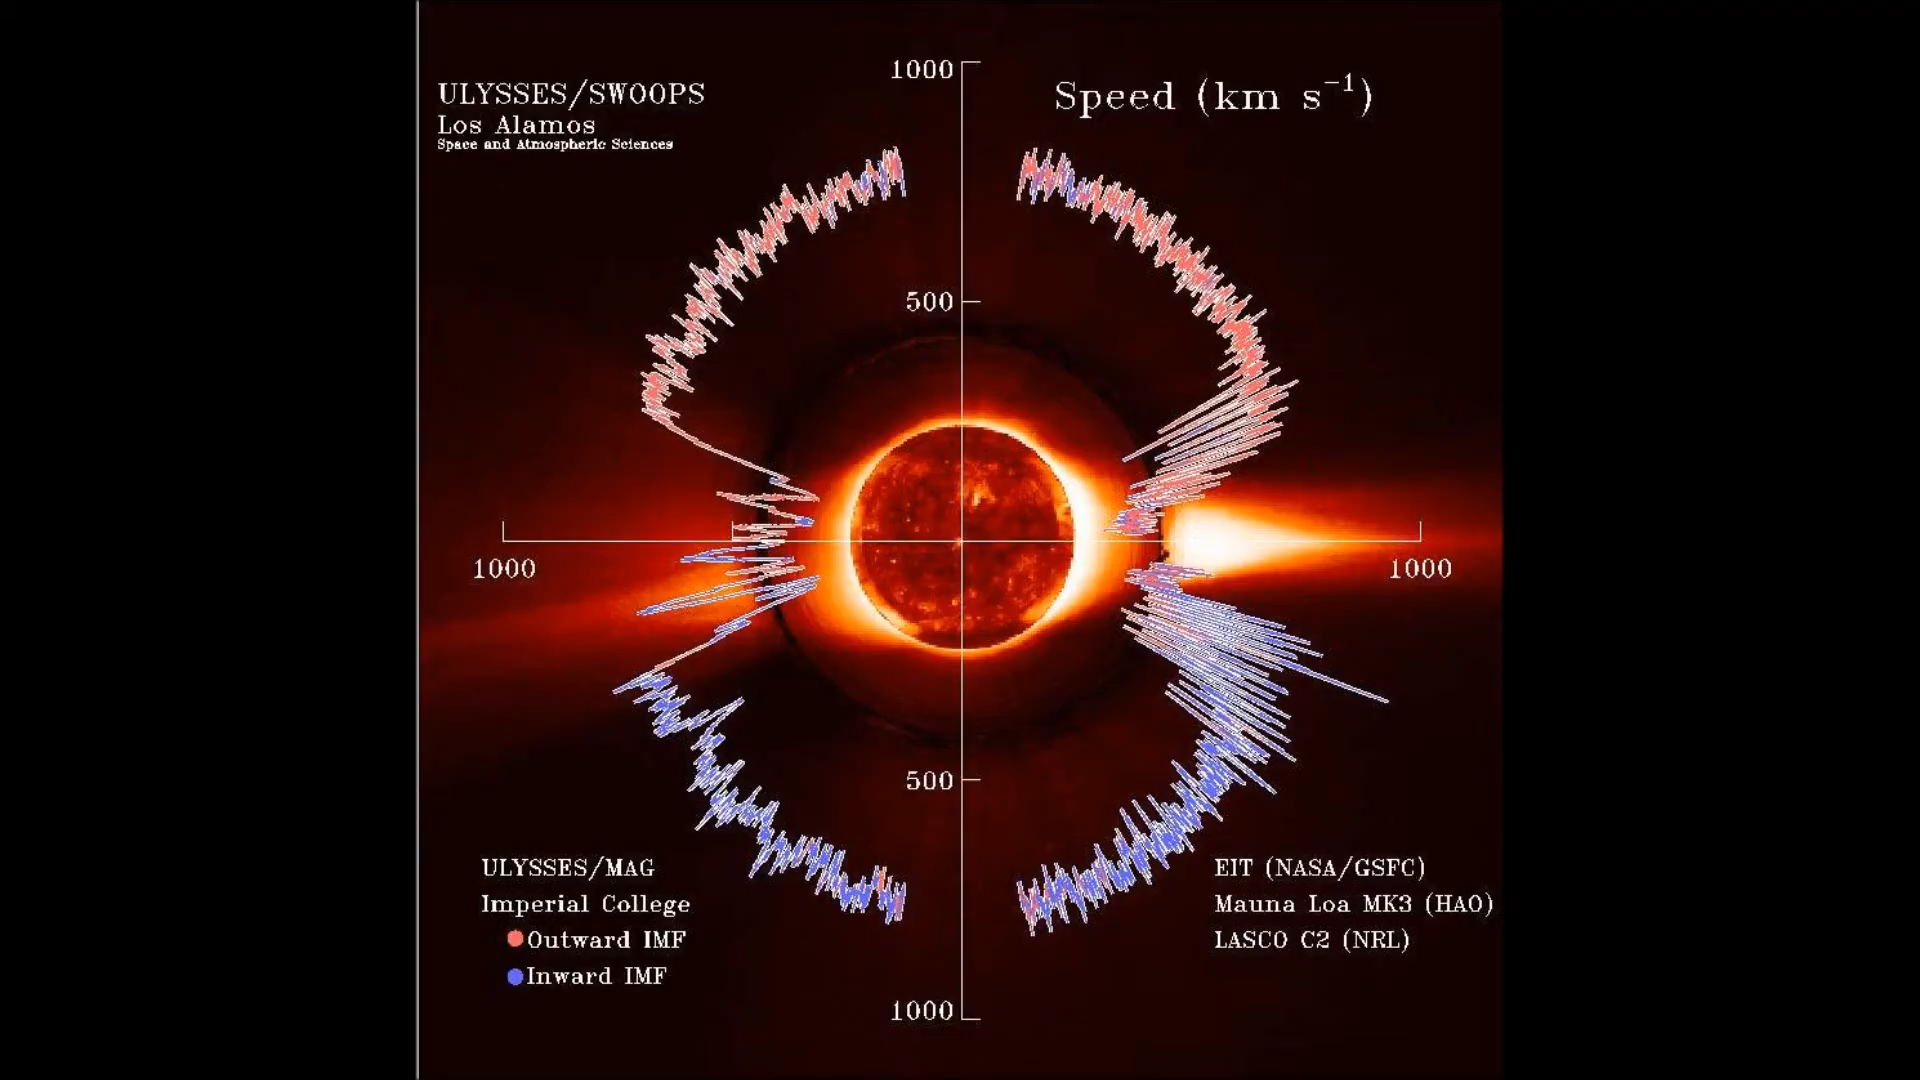 ULYSSES/SWOOPS
Los Alamos
Space and Atmospheric Sciences
Speed (km s⁻¹)
1000
500
1000
1000
500
1000
ULYSSES/MAG
Imperial College
Outward IMF
Inward IMF
EIT (NASA/GSFC)
Mauna Loa MK3 (HAO)
LASCO C2 (NRL)